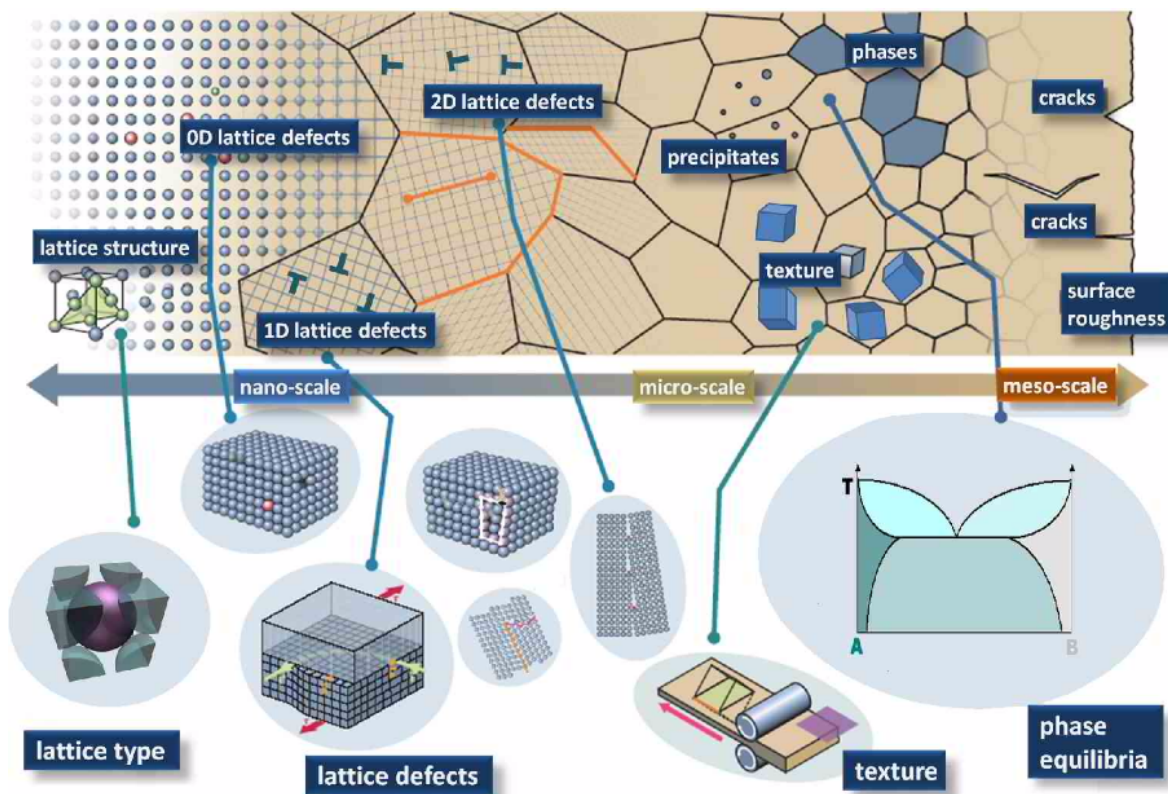 phases
2D lattice defects
cracks
0D lattice defects
precipitates
cracks
lattice structure
texture
surface
roughness
1D lattice defects
nano-scale
micro-scale
meso-scale
T
A
B
lattice type
lattice defects
texture
phase
equilibria